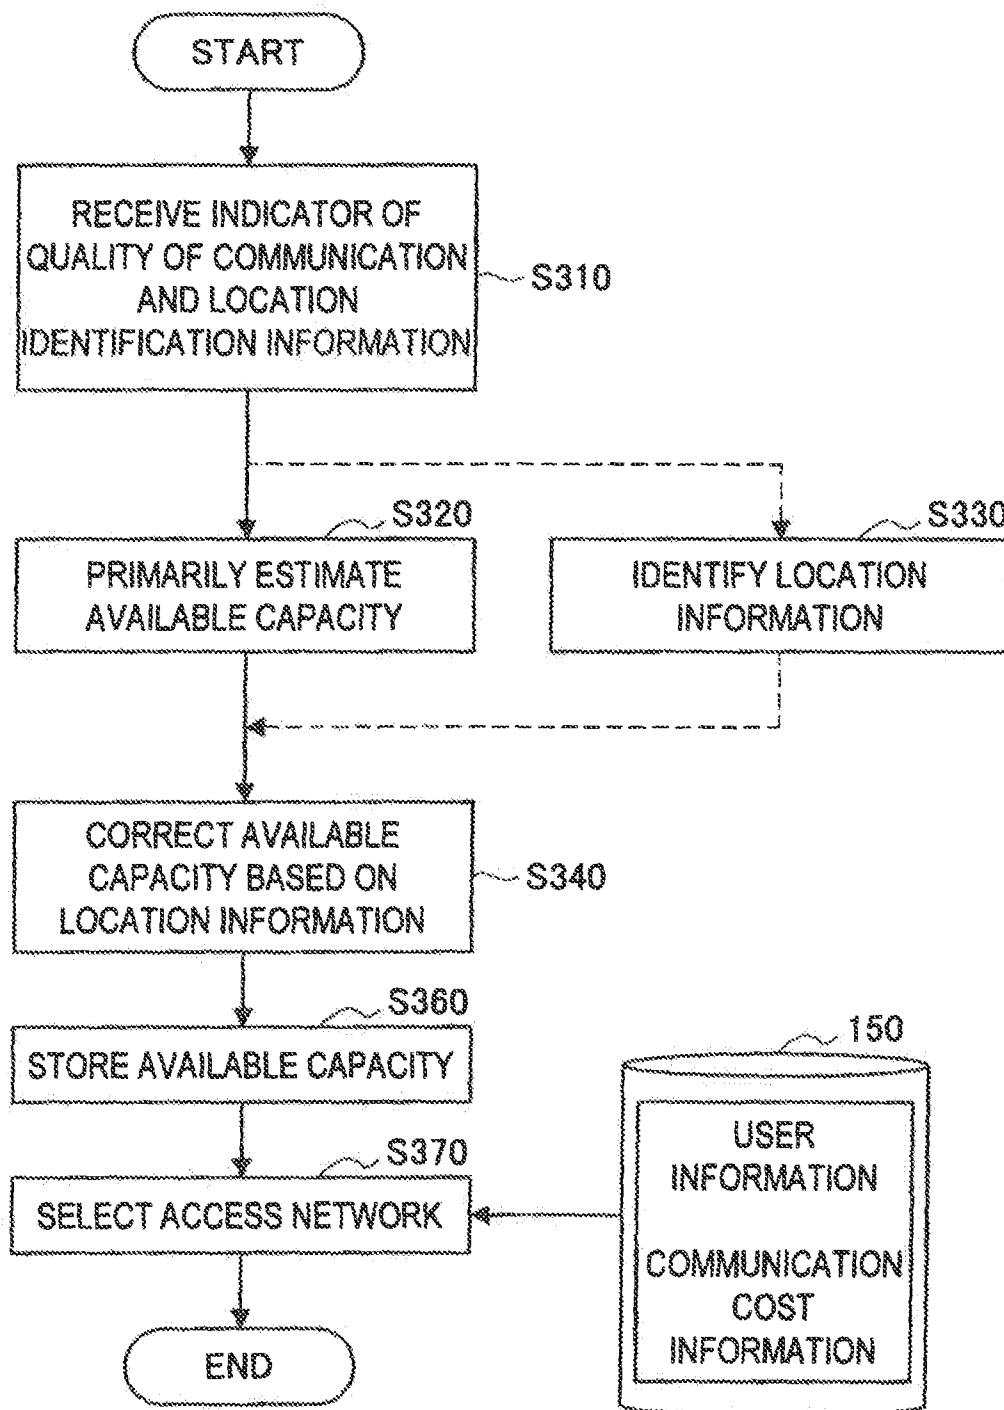 START
RECEIVE INDICATOR OF
QUALITY OF COMMUNICATION
AND LOCATION
IDENTIFICATION INFORMATION
S310
S320
PRIMARILY ESTIMATE
AVAILABLE CAPACITY
S330
IDENTIFY LOCATION
INFORMATION
CORRECT AVAILABLE
CAPACITY BASED ON
LOCATION INFORMATION
S340
S360
STORE AVAILABLE CAPACITY
S370
SELECT ACCESS NETWORK
150
USER
INFORMATION
COMMUNICATION
COST
INFORMATION
END